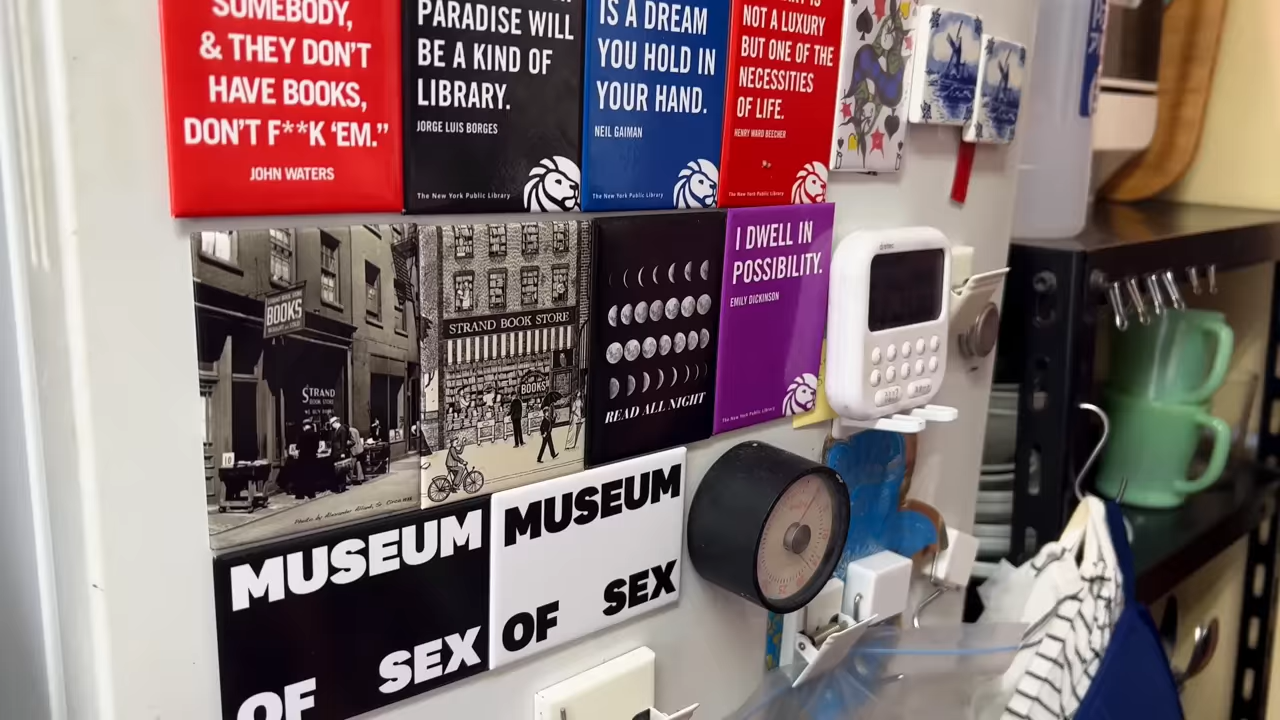 SOMEBODY,
& THEY DON'T
HAVE BOOKS,
DON'T F**K 'EM."
JOHN WATERS
PARADISE WILL
BE A KIND OF
LIBRARY.
JORGE LUIS BORGES
The New York Public Library
IS A DREAM
YOU HOLD IN
YOUR HAND.
NEIL GAIMAN
The New York Public Library
NOT A LUXURY
BUT ONE OF THE
NECESSITIES
OF LIFE.
HENRY WARD BEECHER
The New York Public Library
BOOKS
STRAND
BOOK STORE
WE BUY BOOKS
10
STRAND BOOK STORE
BOOKS
READ ALL NIGHT
I DWELL IN
POSSIBILITY.
EMILY DICKINSON
The New York Public Library
MUSEUM
OF SEX
MUSEUM
OF SEX